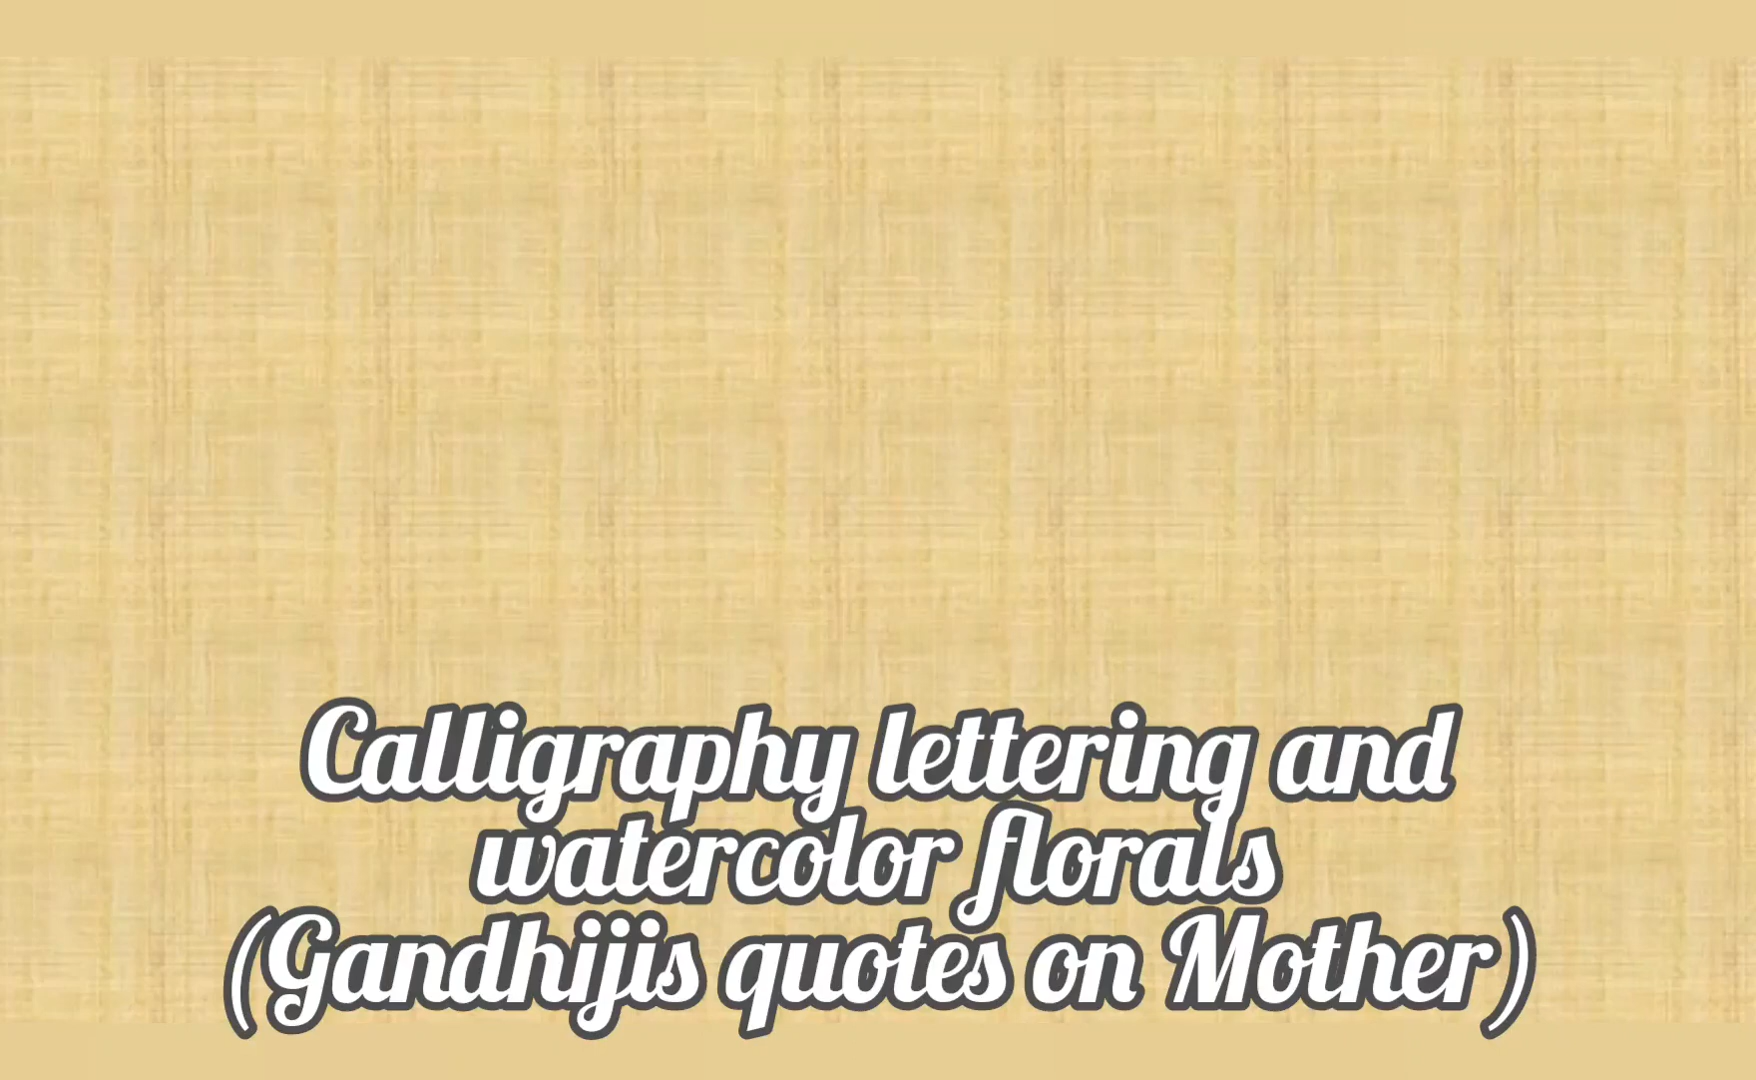 Calligraphy lettering and
watercolor florals
(Gandhijis quotes on Mother)